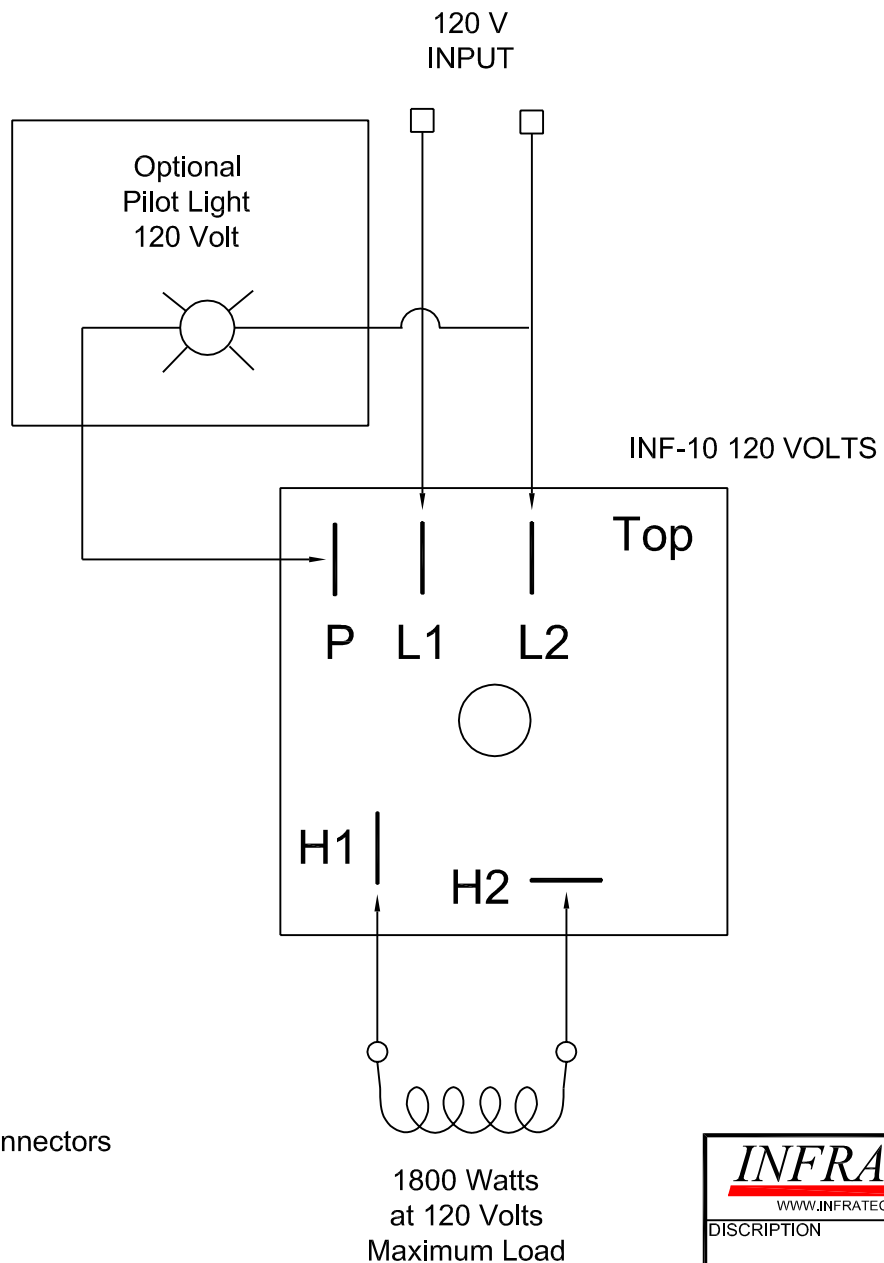 120 V
INPUT
Optional
Pilot Light
120 Volt
INF-10 120 VOLTS
Top
P L1 L2
H1
H2
nnectors
1800 Watts
at 120 Volts
Maximum Load
INFRA
WWW.INFRATEC
DISCRIPTION